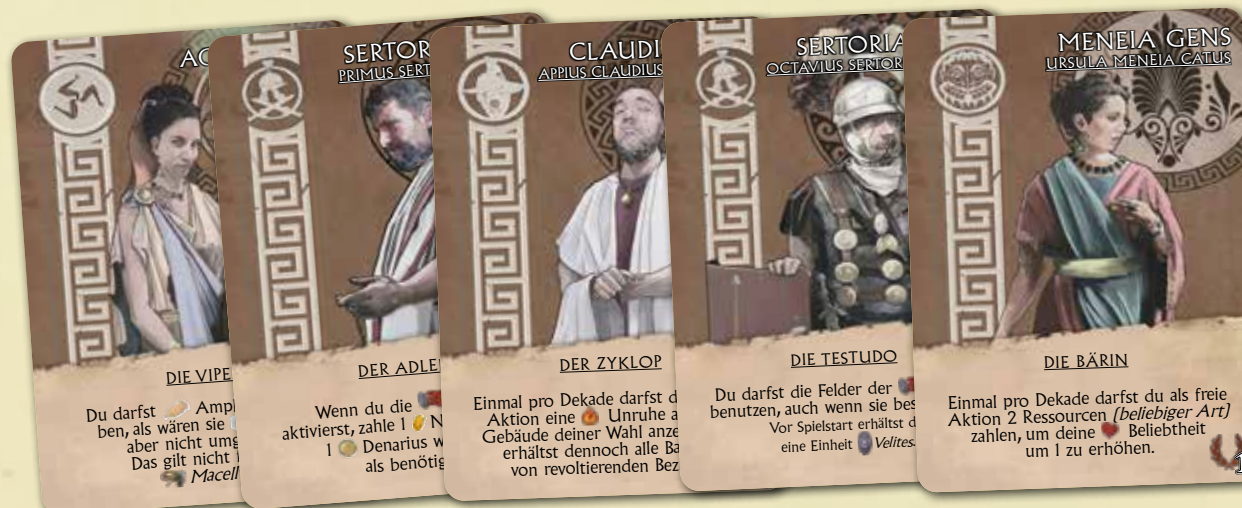 DIE
Du darfst
ben, als wären sie
aber nicht
Das gilt nicht
SERTOR
PRIMUS SERT
DER ADLE
Wenn du die
aktivierst, zahle 1
1 Denarius
als benötig
CLAUDI
APPIUS CLAUDIUS
DER ZYKLOP
Einmal pro Dekade darfst d
Aktion eine Unruhe a
Gebäude deiner Wahl anze
erhältst dennoch alle Ba
von revoltierenden Bez
SERTORIA
OCTAVIUS SERTOR
DIE TESTUDO
Du darfst die Felder der
benutzen, auch wenn sie bes
Vor Spielstart erhältst d
eine Einheit Velites.
MENEIA GENS
URSULA MENEIA CATUS
DIE BÄRIN
Einmal pro Dekade darfst du als freie
Aktion 2 Ressourcen (beliebiger Art)
zahlen, um deine Beliebtheit
um 1 zu erhöhen.